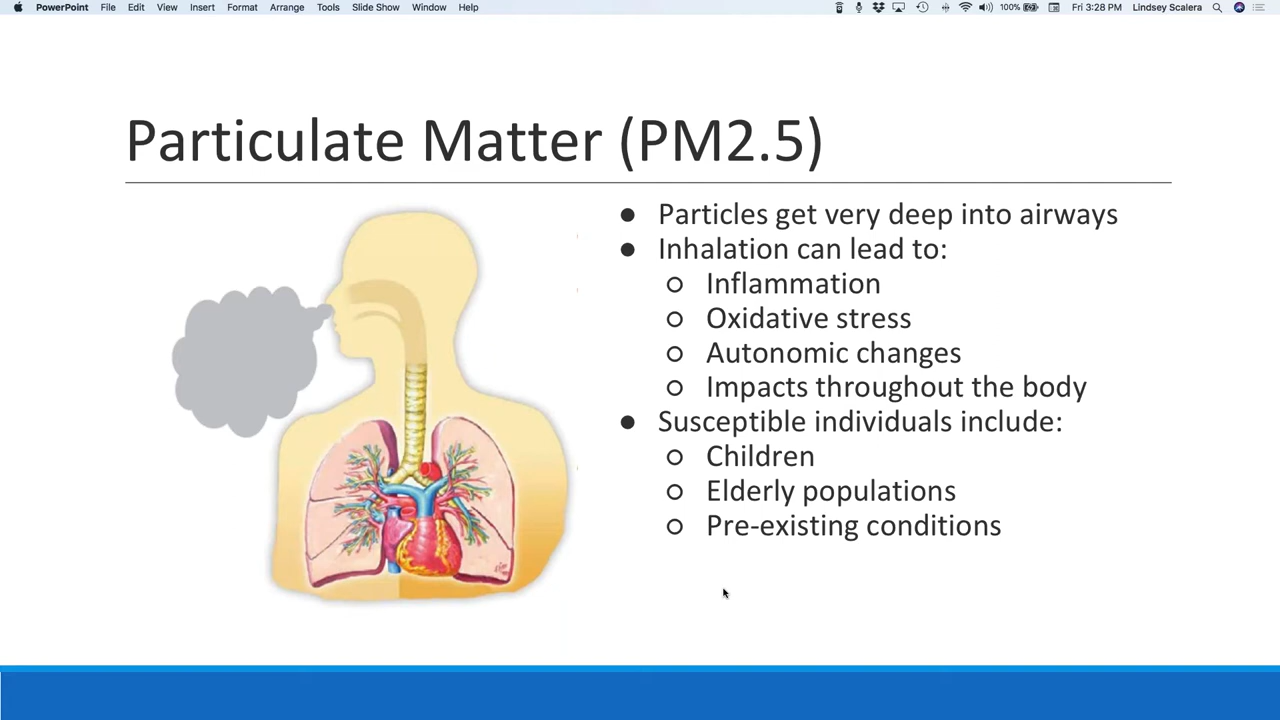 PowerPoint File Edit View Insert Format Arrange Tools Slide Show Window Help 100% Fri 3:28 PM Lindsey Scalera
Particulate Matter (PM2.5)
● Particles get very deep into airways
● Inhalation can lead to:
○ Inflammation
○ Oxidative stress
○ Autonomic changes
○ Impacts throughout the body
● Susceptible individuals include:
○ Children
○ Elderly populations
○ Pre-existing conditions